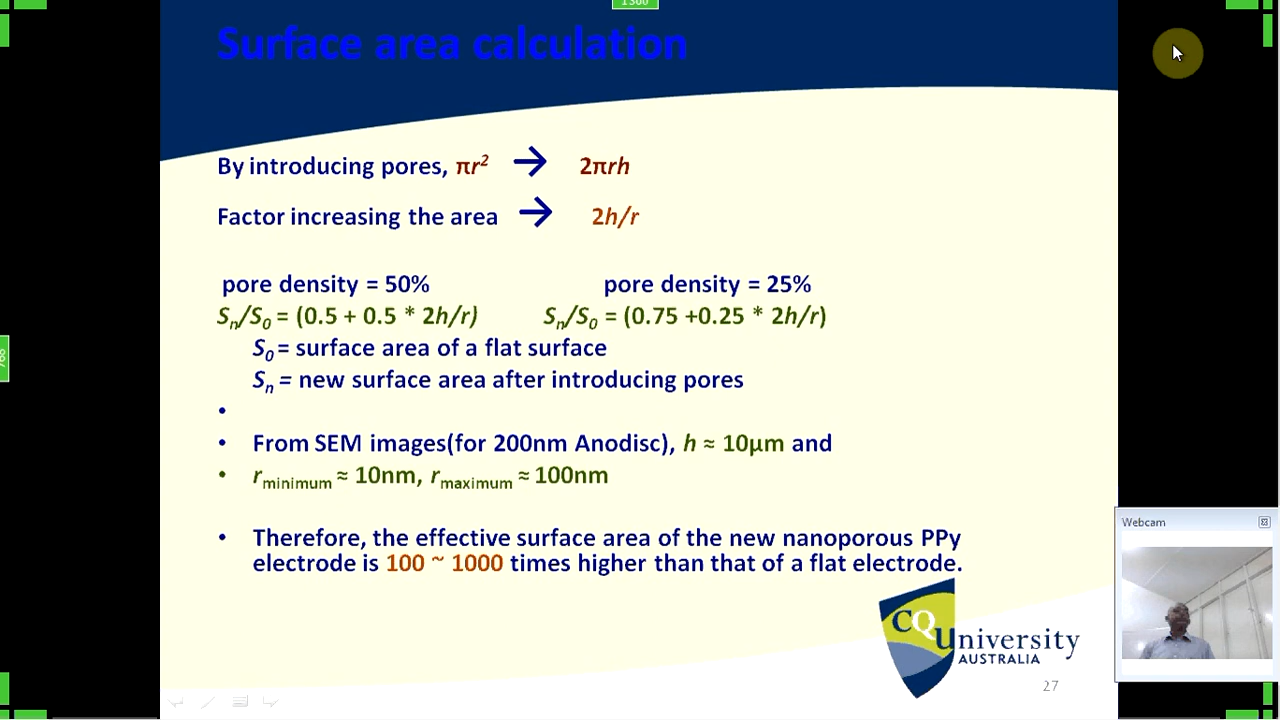 1366
Surface area calculation
By introducing pores, πr² → 2πrh
Factor increasing the area → 2h/r
pore density = 50% pore density = 25%
Sn/S0 = (0.5 + 0.5 * 2h/r) Sn/S0 = (0.75 +0.25 * 2h/r)
S0 = surface area of a flat surface
Sn = new surface area after introducing pores
•
• From SEM images(for 200nm Anodisc), h ≈ 10μm and
• rminimum ≈ 10nm, rmaximum ≈ 100nm
• Therefore, the effective surface area of the new nanoporous PPy
electrode is 100 ~ 1000 times higher than that of a flat electrode.
CQUniversity
AUSTRALIA
27
Webcam